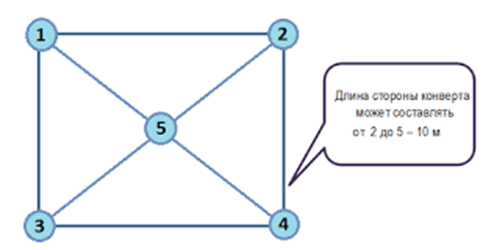 1 2
Длина стороны конверта
может составлять
от 2 до 5 – 10 м
5
3 4